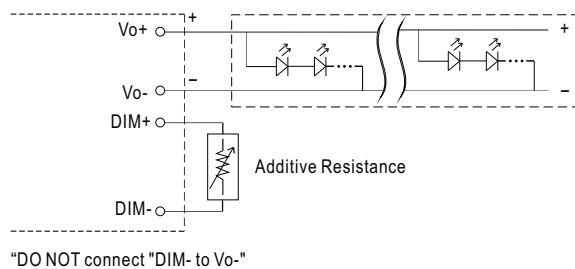 Vo+
+
+
Vo-
−
−
DIM+
Additive Resistance
DIM-
“DO NOT connect "DIM- to Vo-"